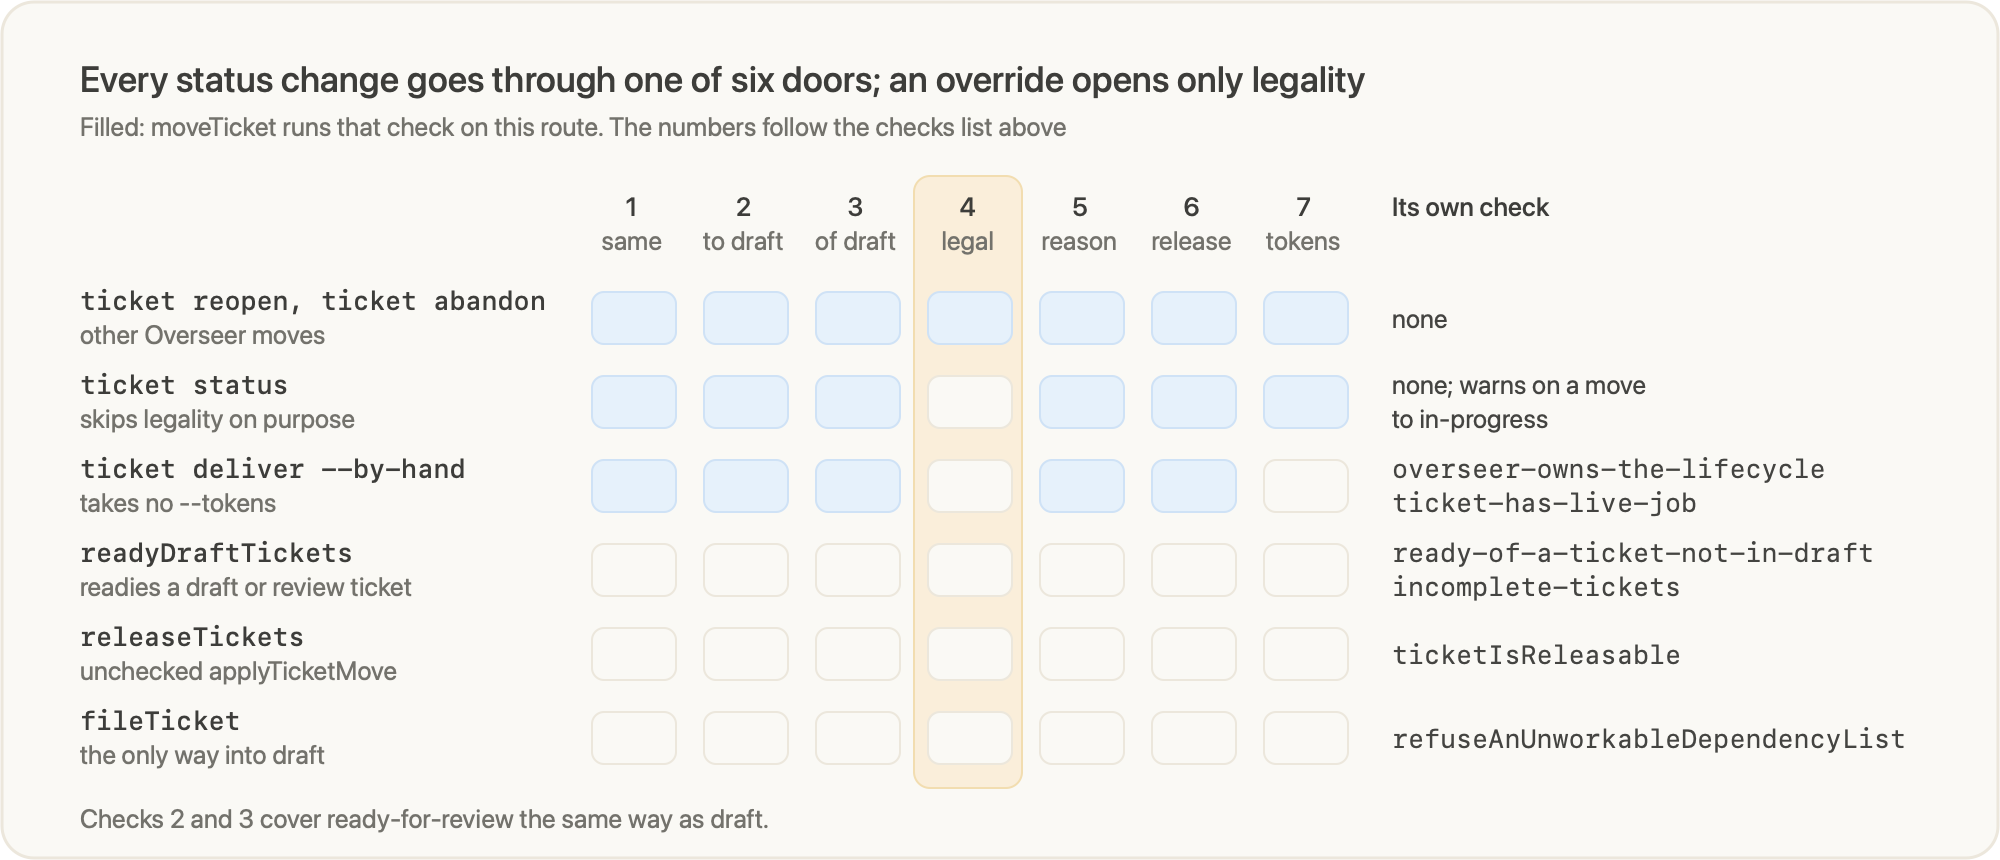 Every status change goes through one of six doors; an override opens only legality
Filled: moveTicket runs that check on this route. The numbers follow the checks list above
1 2 3 4 5 6 7 Its own check
same to draft of draft legal reason release tokens
ticket reopen, ticket abandon
other Overseer moves
none
ticket status
skips legality on purpose
none; warns on a move
to in-progress
ticket deliver --by-hand
takes no --tokens
overseer-owns-the-lifecycle
ticket-has-live-job
readyDraftTickets
readies a draft or review ticket
ready-of-a-ticket-not-in-draft
incomplete-tickets
releaseTickets
unchecked applyTicketMove
ticketIsReleasable
fileTicket
the only way into draft
refuseAnUnworkableDependencyList
Checks 2 and 3 cover ready-for-review the same way as draft.